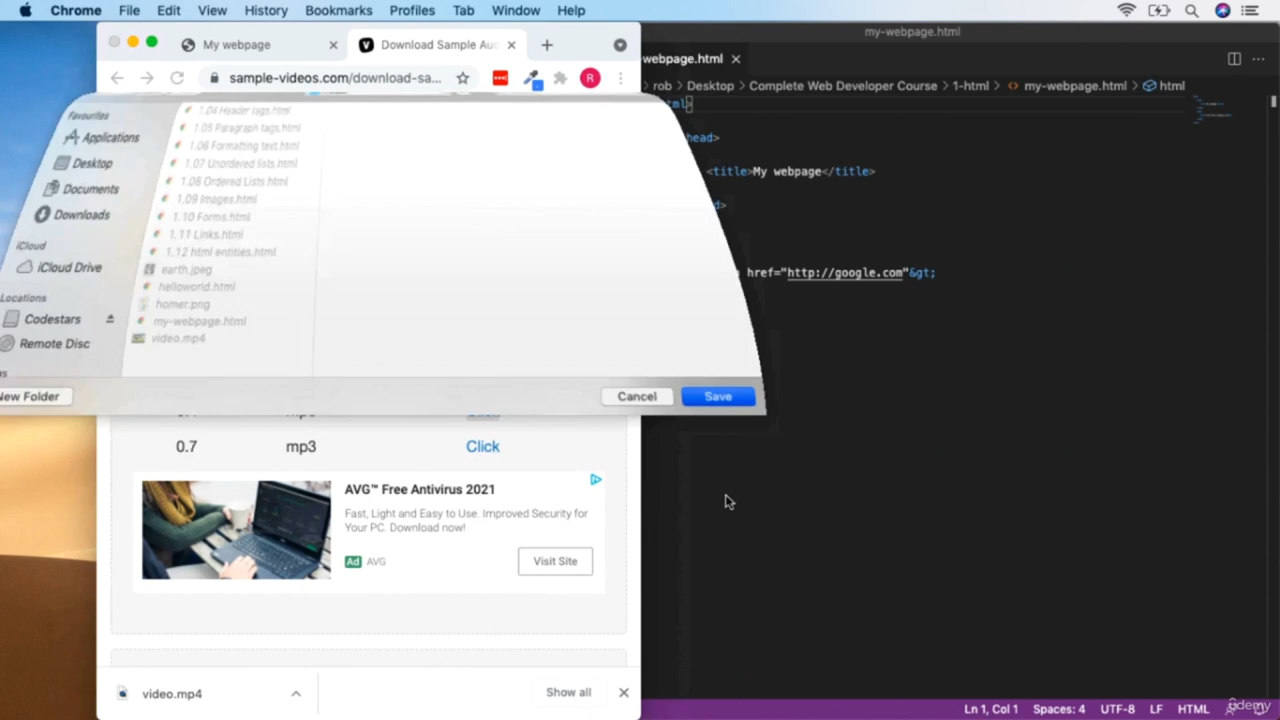 Chrome File Edit View History Bookmarks Profiles Tab Window Help
my-webpage.html
My webpage Download Sample Au
sample-videos.com/download-sa...
R
webpage.html
rob Desktop Complete Web Developer Course 1-html my-webpage.html html
Favourites
Applications
Desktop
Documents
Downloads
iCloud
iCloud Drive
Locations
Codestars
Remote Disc
1.04 Header tags.html
1.05 Paragraph tags.html
1.06 Formatting text.html
1.07 Unordered lists.html
1.08 Ordered Lists.html
1.09 Images.html
1.10 Forms.html
1.11 Links.html
1.12 html entities.html
earth.jpeg
helloworld.html
homer.png
my-webpage.html
video.mp4
New Folder Cancel Save
head>
<title>My webpage</title>
href="http://google.com"&gt;
0.7 mp3 Click
AVG™ Free Antivirus 2021
Fast, Light and Easy to Use. Improved Security for
Your PC. Download now!
Ad AVG
Visit Site
video.mp4 Show all
Ln 1, Col 1 Spaces: 4 UTF-8 LF HTML
ûdemy